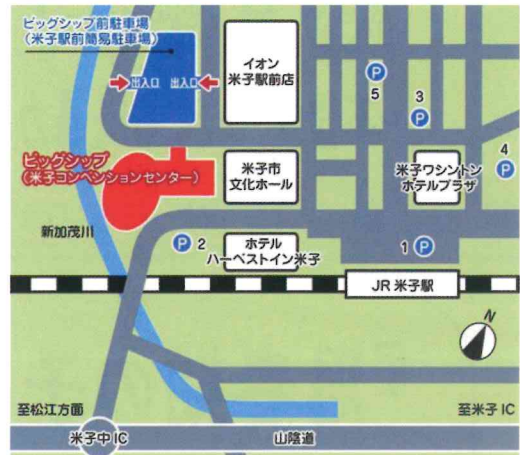 ビッグシップ前駐車場
(米子駅前簡易駐車場)
P
出入口
出入口
イオン
米子駅前店
P
5
3
P
4
P
ビッグシップ
(米子コンベンションセンター)
米子市
文化ホール
米子ワシントン
ホテルプラザ
新加茂川
P 2
ホテル
ハーベストイン米子
1 P
JR 米子駅
N
至松江方面
至米子 IC
米子中 IC
山陰道